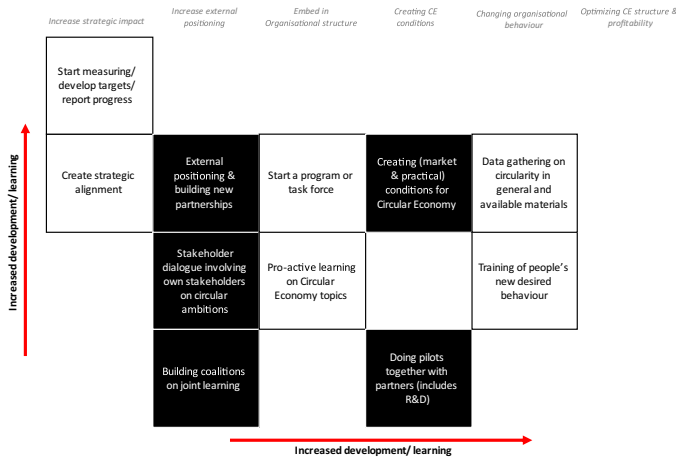 Increase strategic impact
Increase external
positioning
Embed in
Organisational structure
Creating CE
conditions
Changing organisational
behaviour
Optimizing CE structure &
profitability
Start measuring/
develop targets/
report progress
Create strategic
alignment
External
positioning &
building new
partnerships
Start a program or
task force
Creating (market
& practical)
conditions for
Circular Economy
Data gathering on
circularity in
general and
available materials
Stakeholder
dialogue involving
own stakeholders
on circular
ambitions
Pro-active learning
on Circular
Economy topics
Training of people's
new desired
behaviour
Building coalitions
on joint learning
Doing pilots
together with
partners (includes
R&D)
Increased development/ learning
Increased development/ learning